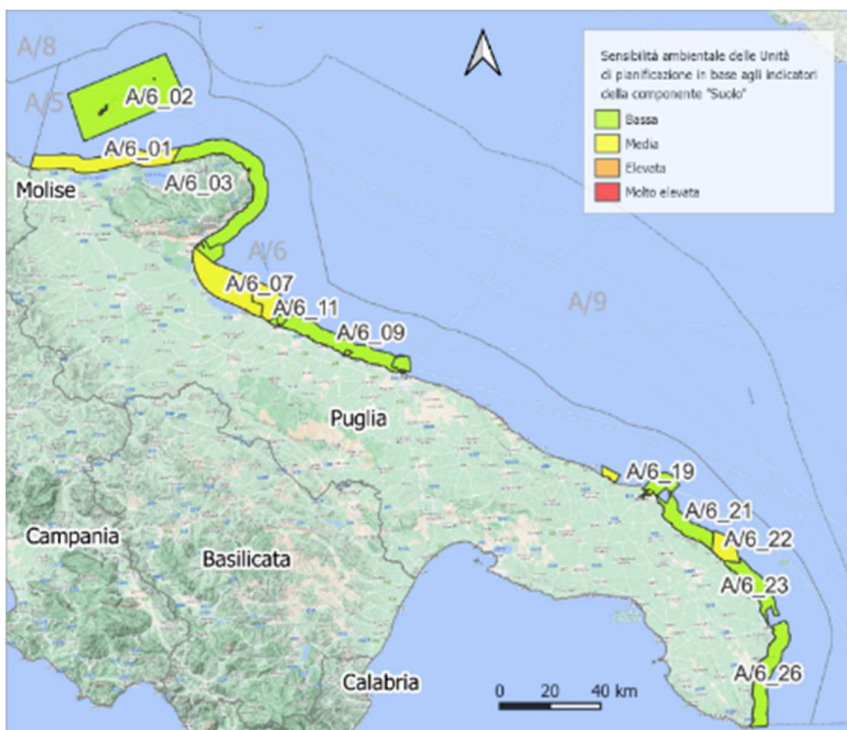 A/8
Sensibilità ambientale delle Unità
di pianificazione in base agli indicatori
della componente "Suolo"
Bassa
Media
Elevata
Molto elevata
A/5
A/6_02
A/6_01
Molise
A/6_03
A/6
A/6_07
A/6_11
A/9
A/6_09
Puglia
A/6_19
A/6_21
Campania
A/6_22
Basilicata
A/6_23
A/6_26
Calabria
0 20 40 km